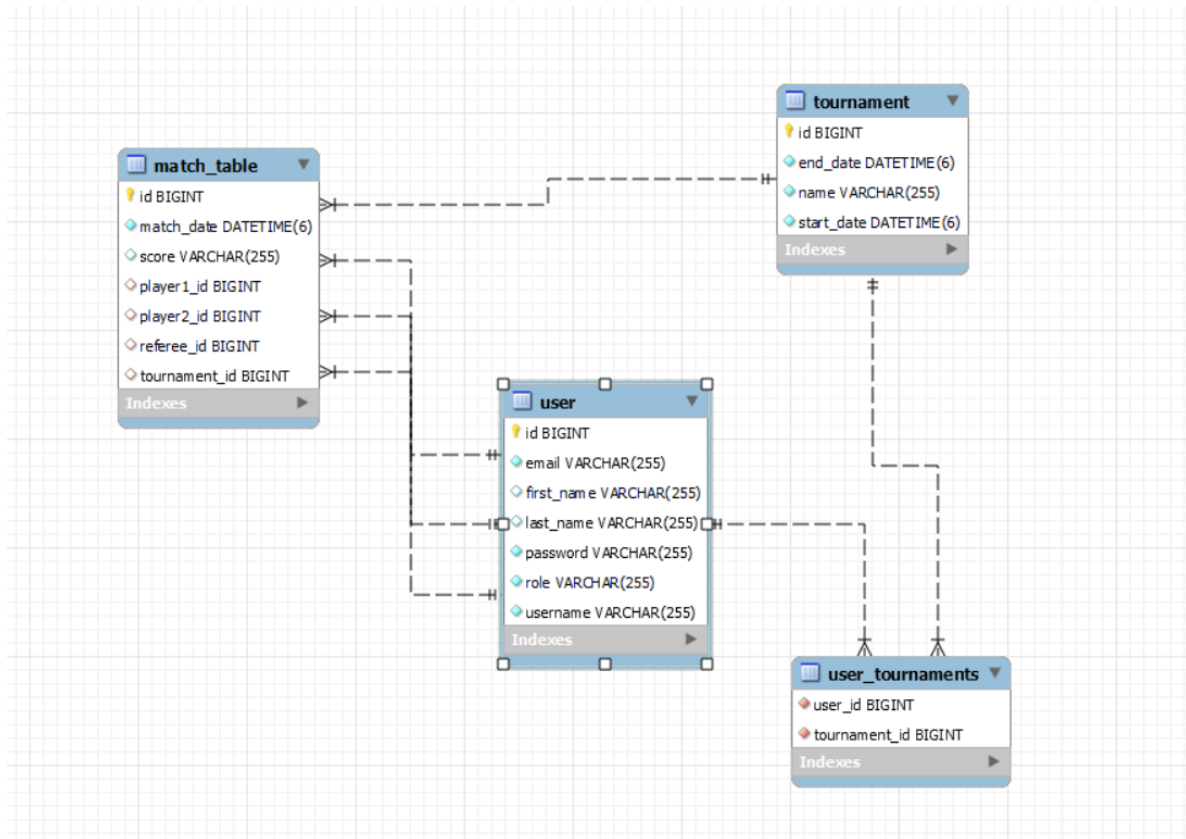 match_table
id BIGINT
match_date DATETIME(6)
score VARCHAR(255)
player1_id BIGINT
player2_id BIGINT
referee_id BIGINT
tournament_id BIGINT
Indexes
tournament
id BIGINT
end_date DATETIME(6)
name VARCHAR(255)
start_date DATETIME(6)
Indexes
user
id BIGINT
email VARCHAR(255)
first_name VARCHAR(255)
last_name VARCHAR(255)
password VARCHAR(255)
role VARCHAR(255)
username VARCHAR(255)
Indexes
user_tournaments
user_id BIGINT
tournament_id BIGINT
Indexes